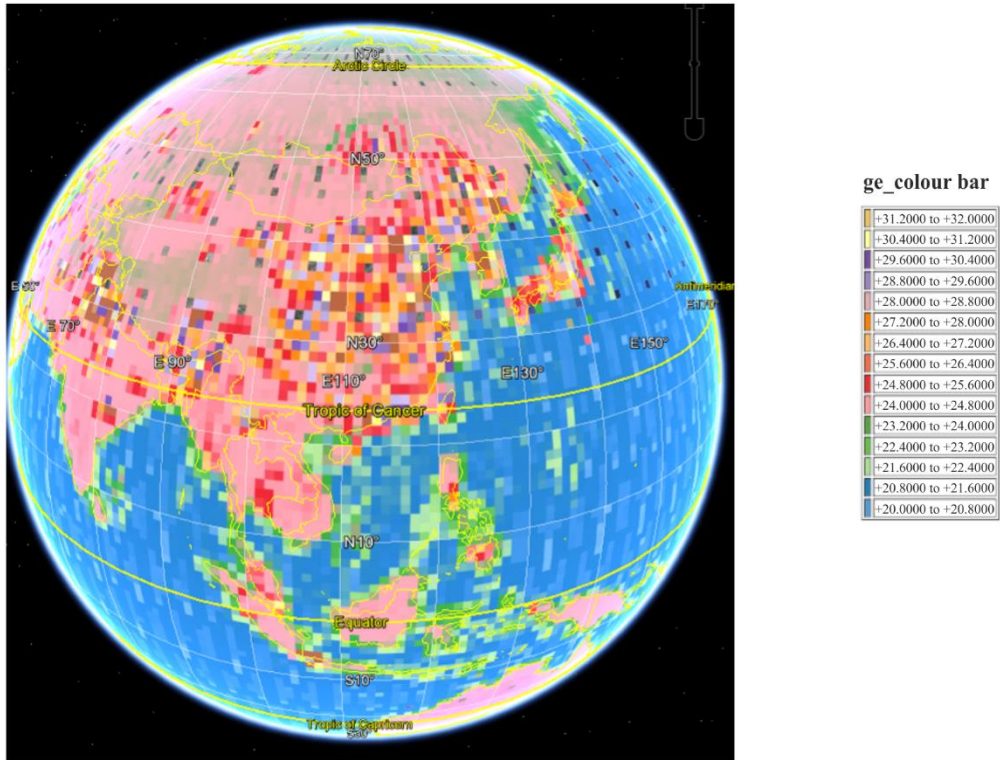 N70°
Arctic Circle
N50°
E 50°
Antimeridian
E170°
E 70°
N30°
E150°
E 90°
E130°
E110°
Tropic of Cancer
N10°
Equator
S10°
Tropic of Capricorn
ge_colour bar
+31.2000 to +32.0000
+30.4000 to +31.2000
+29.6000 to +30.4000
+28.8000 to +29.6000
+28.0000 to +28.8000
+27.2000 to +28.0000
+26.4000 to +27.2000
+25.6000 to +26.4000
+24.8000 to +25.6000
+24.0000 to +24.8000
+23.2000 to +24.0000
+22.4000 to +23.2000
+21.6000 to +22.4000
+20.8000 to +21.6000
+20.0000 to +20.8000